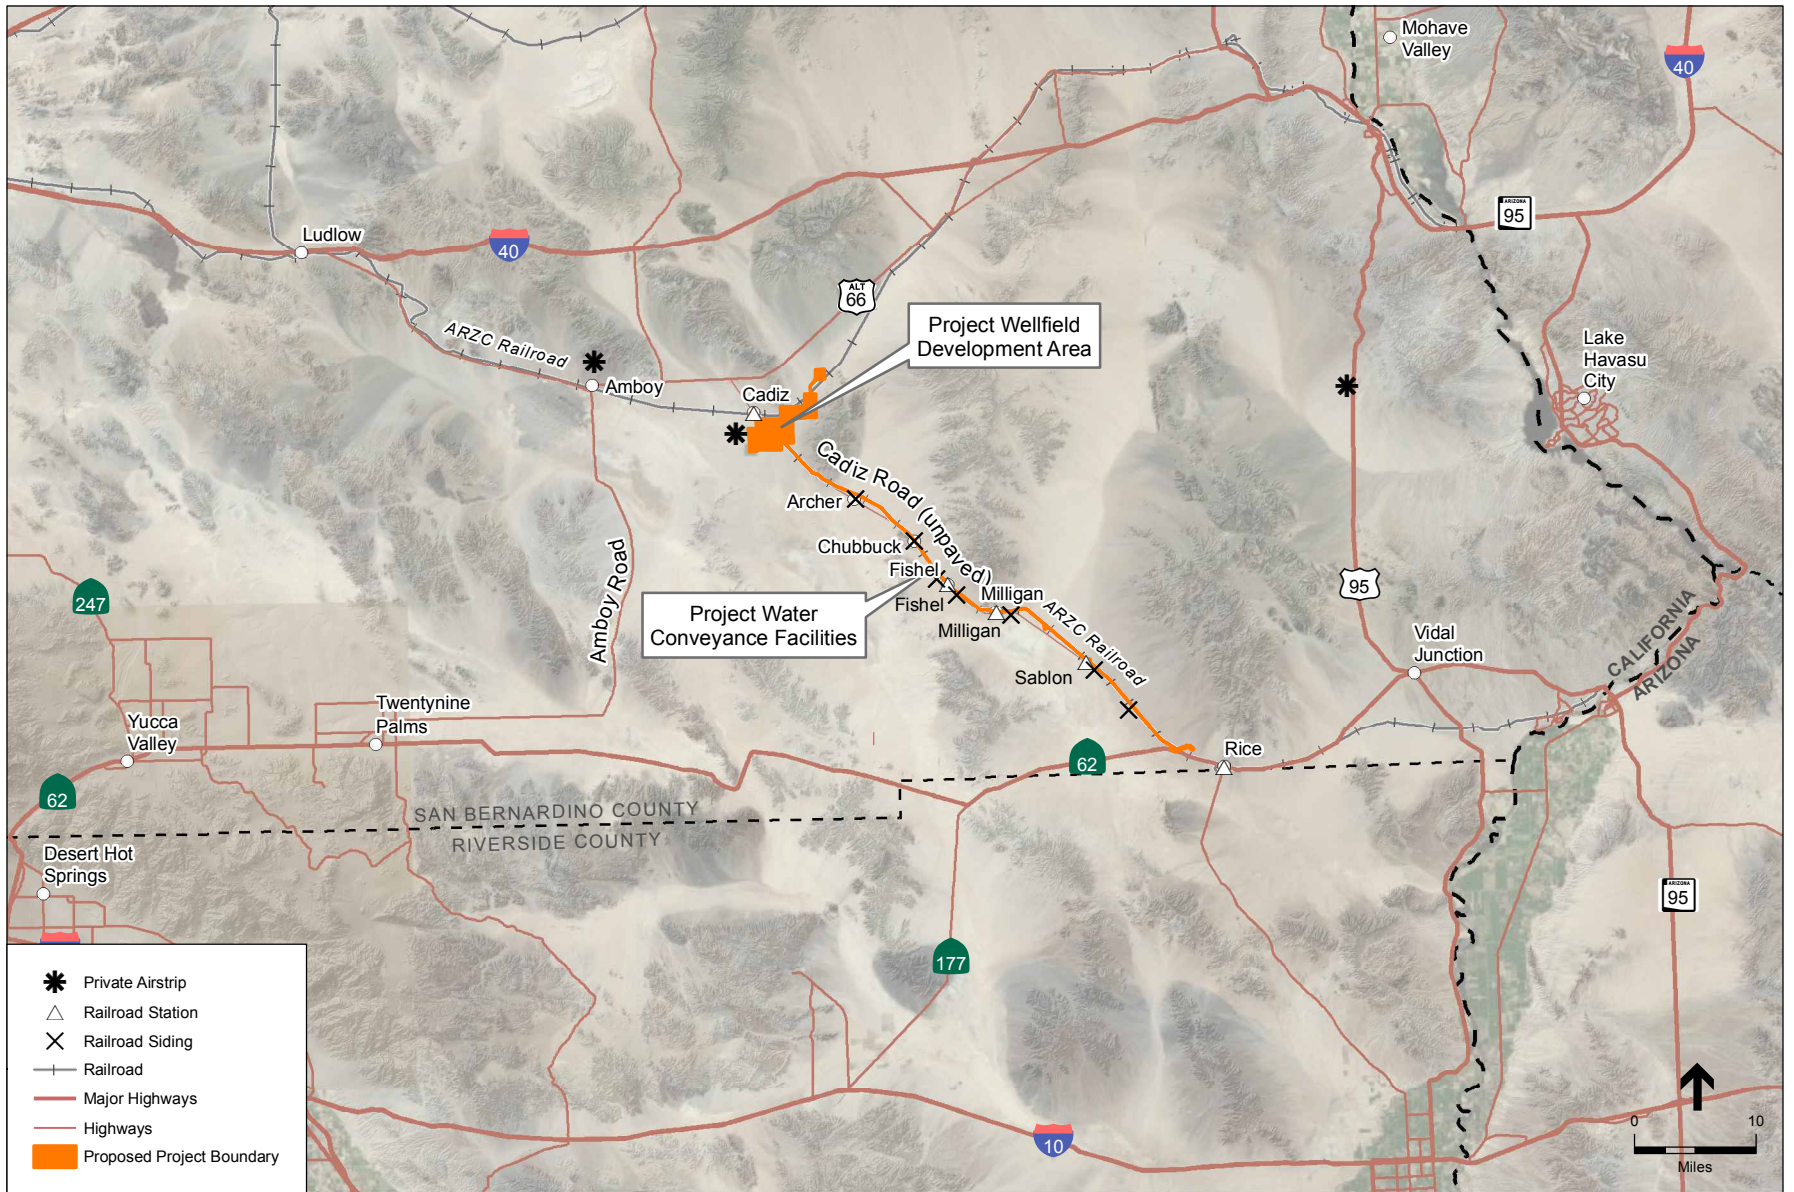 Mohave
Valley
40
ARIZONA
95
Ludlow
40
ALT
66
Project Wellfield
Development Area
ARZC Railroad
Amboy
Cadiz
Lake
Havasu
City
Cadiz Road (unpaved)
Archer
Chubbuck
Fishel
Fishel
Milligan
Milligan
ARZC Railroad
Project Water
Conveyance Facilities
Sablon
Amboy Road
247
95
Vidal
Junction
CALIFORNIA
ARIZONA
Twentynine
Palms
Yucca
Valley
62
62
Rice
SAN BERNARDINO COUNTY
RIVERSIDE COUNTY
Desert Hot
Springs
177
ARIZONA
95
10
Private Airstrip
Railroad Station
Railroad Siding
Railroad
Major Highways
Highways
Proposed Project Boundary
0 10
Miles